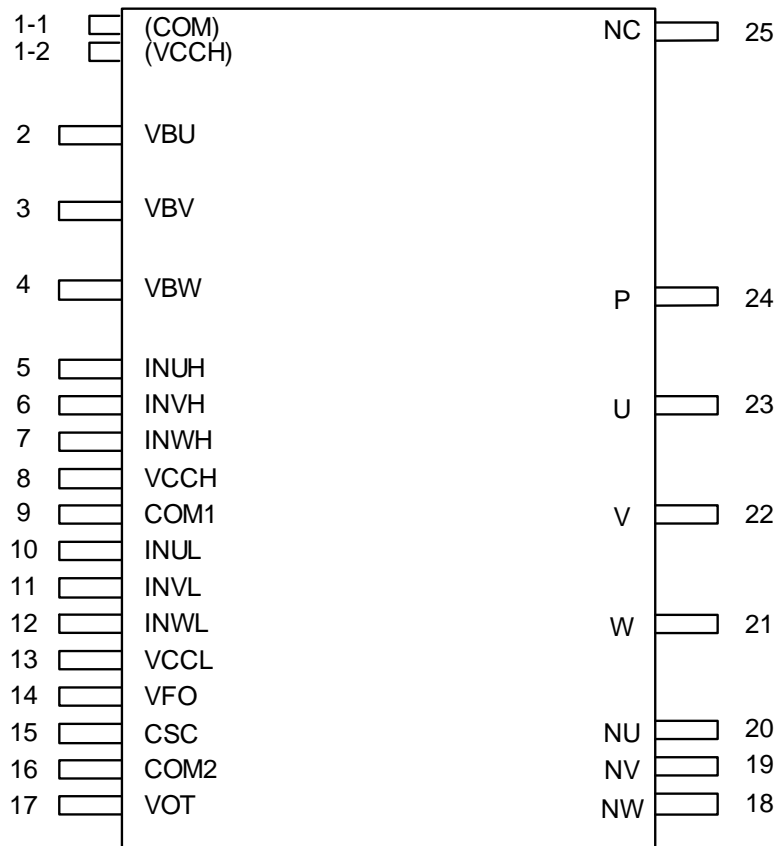 1-1 (COM) NC 25
1-2 (VCCH)
2 VBU
3 VBV
4 VBW
P 24
5 INUH
6 INVH U 23
7 INWH
8 VCCH
9 COM1 V 22
10 INUL
11 INVL
12 INWL W 21
13 VCCL
14 VFO
15 CSC NU 20
16 COM2 NV 19
17 VOT NW 18